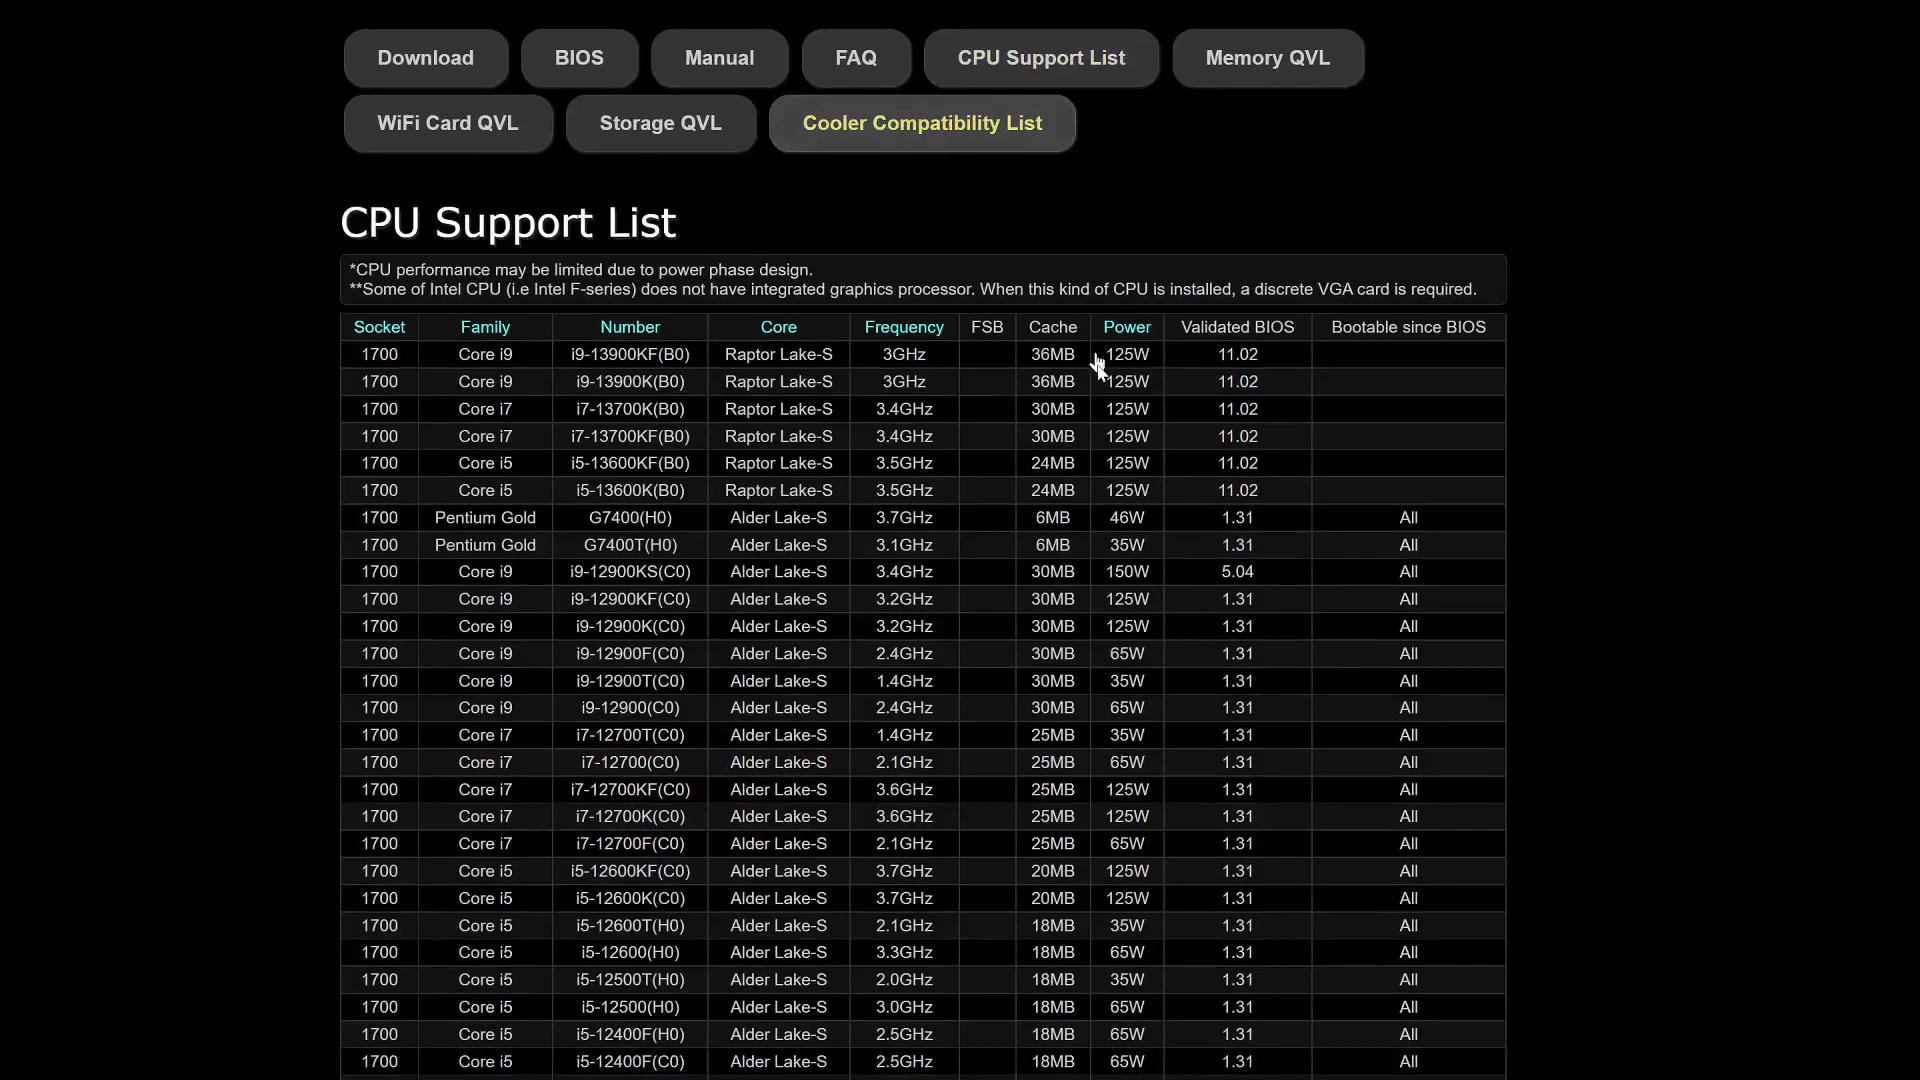 Download BIOS Manual FAQ CPU Support List Memory QVL
WiFi Card QVL Storage QVL Cooler Compatibility List
CPU Support List
*CPU performance may be limited due to power phase design.
**Some of Intel CPU (i.e Intel F-series) does not have integrated graphics processor. When this kind of CPU is installed, a discrete VGA card is required.
Socket Family Number Core Frequency FSB Cache Power Validated BIOS Bootable since BIOS
1700 Core i9 i9-13900KF(B0) Raptor Lake-S 3GHz 36MB 125W 11.02
1700 Core i9 i9-13900K(B0) Raptor Lake-S 3GHz 36MB 125W 11.02
1700 Core i7 i7-13700K(B0) Raptor Lake-S 3.4GHz 30MB 125W 11.02
1700 Core i7 i7-13700KF(B0) Raptor Lake-S 3.4GHz 30MB 125W 11.02
1700 Core i5 i5-13600KF(B0) Raptor Lake-S 3.5GHz 24MB 125W 11.02
1700 Core i5 i5-13600K(B0) Raptor Lake-S 3.5GHz 24MB 125W 11.02
1700 Pentium Gold G7400(H0) Alder Lake-S 3.7GHz 6MB 46W 1.31 All
1700 Pentium Gold G7400T(H0) Alder Lake-S 3.1GHz 6MB 35W 1.31 All
1700 Core i9 i9-12900KS(C0) Alder Lake-S 3.4GHz 30MB 150W 5.04 All
1700 Core i9 i9-12900KF(C0) Alder Lake-S 3.2GHz 30MB 125W 1.31 All
1700 Core i9 i9-12900K(C0) Alder Lake-S 3.2GHz 30MB 125W 1.31 All
1700 Core i9 i9-12900F(C0) Alder Lake-S 2.4GHz 30MB 65W 1.31 All
1700 Core i9 i9-12900T(C0) Alder Lake-S 1.4GHz 30MB 35W 1.31 All
1700 Core i9 i9-12900(C0) Alder Lake-S 2.4GHz 30MB 65W 1.31 All
1700 Core i7 i7-12700T(C0) Alder Lake-S 1.4GHz 25MB 35W 1.31 All
1700 Core i7 i7-12700(C0) Alder Lake-S 2.1GHz 25MB 65W 1.31 All
1700 Core i7 i7-12700KF(C0) Alder Lake-S 3.6GHz 25MB 125W 1.31 All
1700 Core i7 i7-12700K(C0) Alder Lake-S 3.6GHz 25MB 125W 1.31 All
1700 Core i7 i7-12700F(C0) Alder Lake-S 2.1GHz 25MB 65W 1.31 All
1700 Core i5 i5-12600KF(C0) Alder Lake-S 3.7GHz 20MB 125W 1.31 All
1700 Core i5 i5-12600K(C0) Alder Lake-S 3.7GHz 20MB 125W 1.31 All
1700 Core i5 i5-12600T(H0) Alder Lake-S 2.1GHz 18MB 35W 1.31 All
1700 Core i5 i5-12600(H0) Alder Lake-S 3.3GHz 18MB 65W 1.31 All
1700 Core i5 i5-12500T(H0) Alder Lake-S 2.0GHz 18MB 35W 1.31 All
1700 Core i5 i5-12500(H0) Alder Lake-S 3.0GHz 18MB 65W 1.31 All
1700 Core i5 i5-12400F(H0) Alder Lake-S 2.5GHz 18MB 65W 1.31 All
1700 Core i5 i5-12400F(C0) Alder Lake-S 2.5GHz 18MB 65W 1.31 All